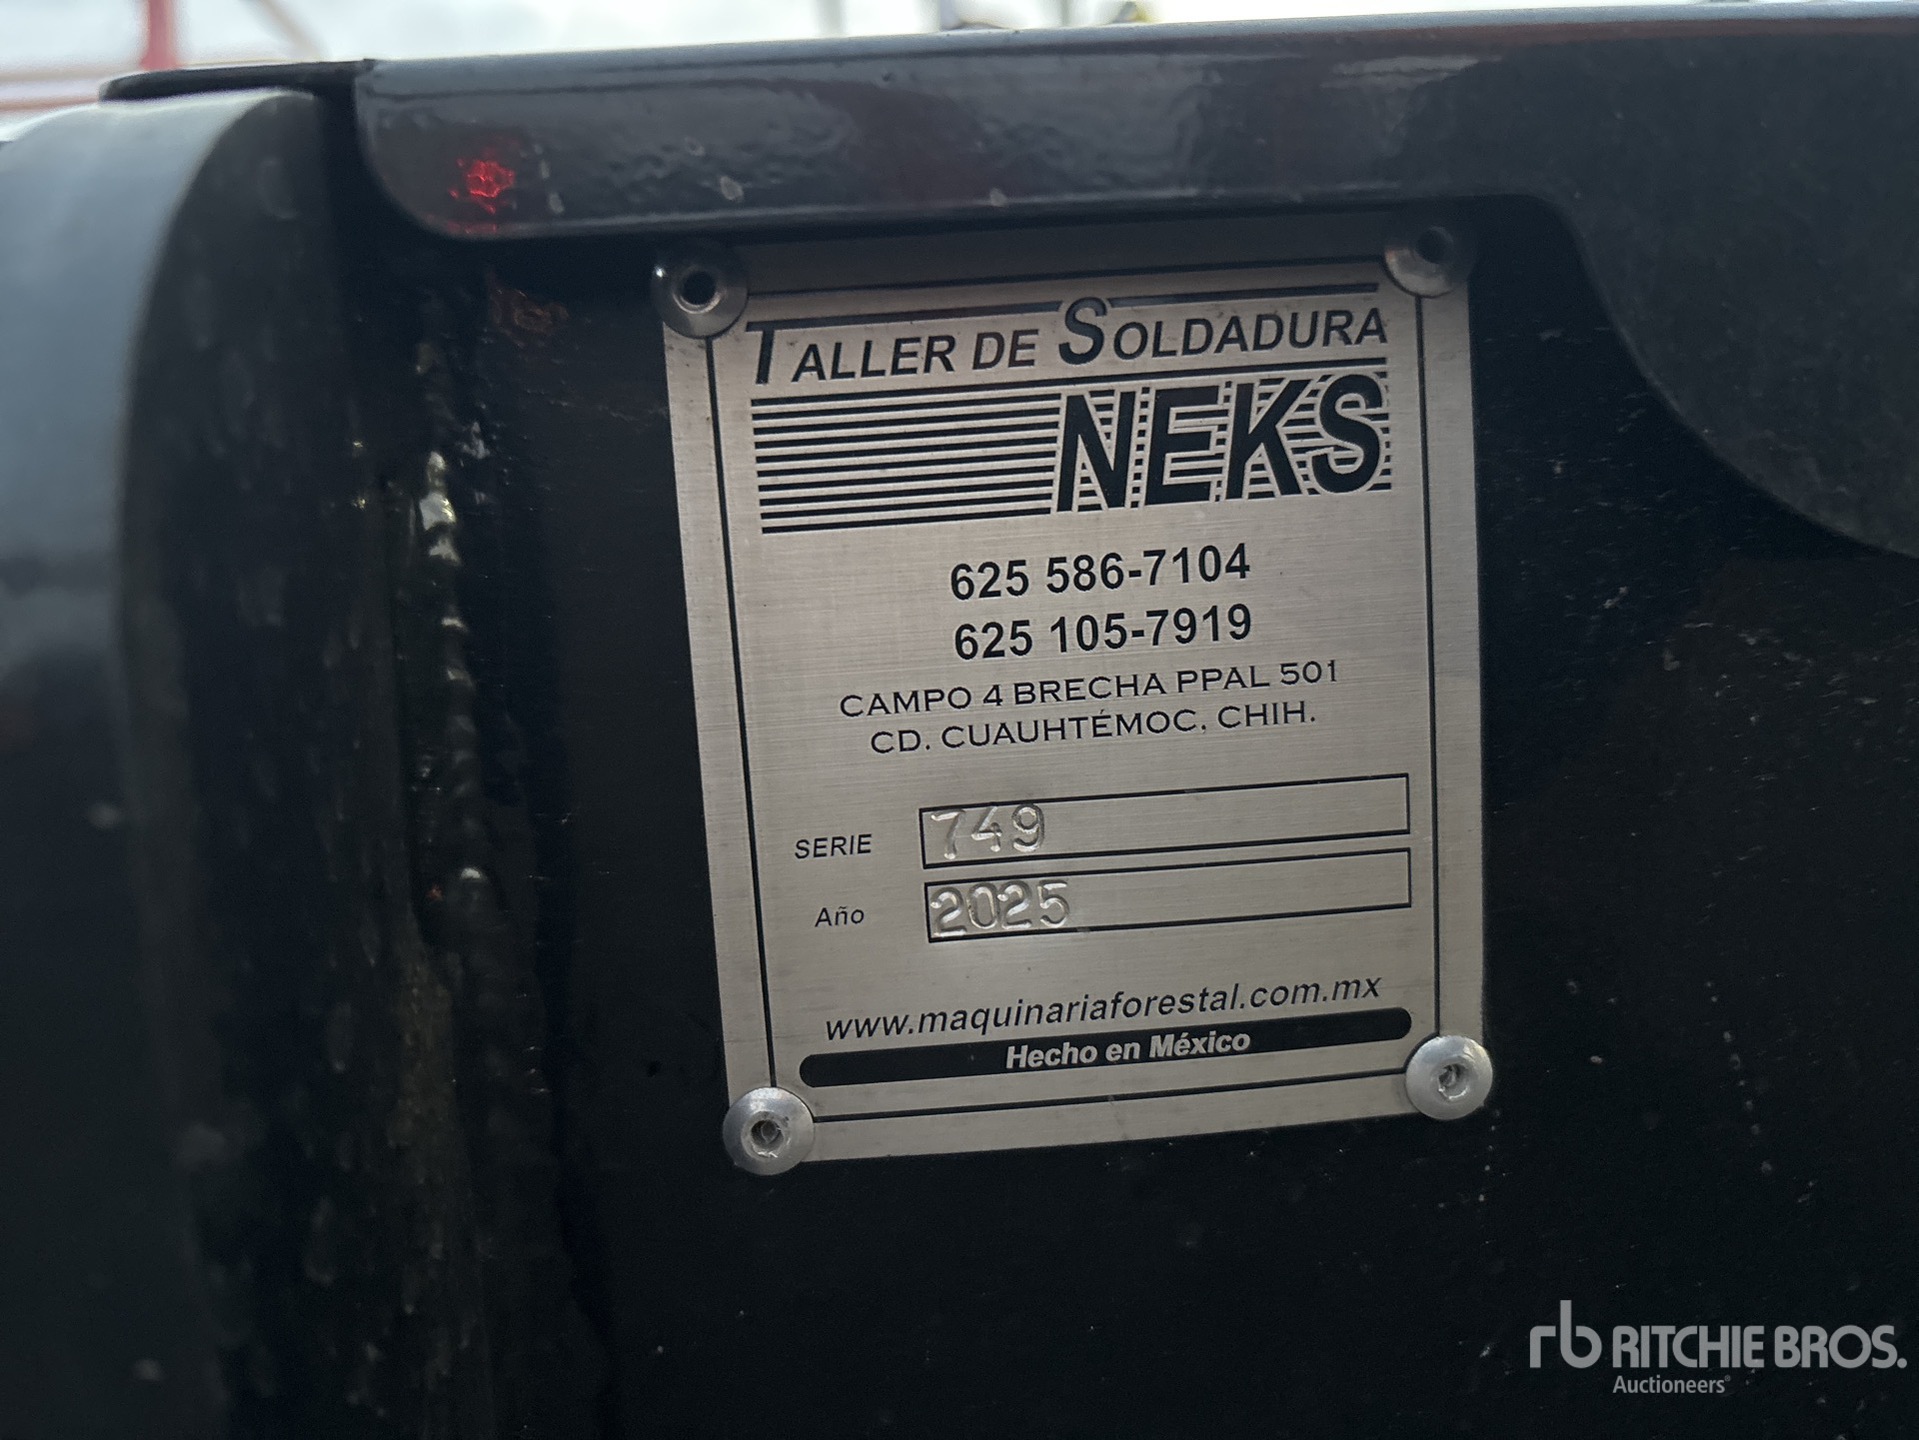 TALLER DE SOLDADURA
NEKS
625 586-7104
625 105-7919
CAMPO 4 BRECHA PPAL 501
CD. CUAUHTÉMOC, CHIH.
SERIE 749
Año 2025
www.maquinariaforestal.com.mx
Hecho en México
rb RITCHIE BROS.
Auctioneers®